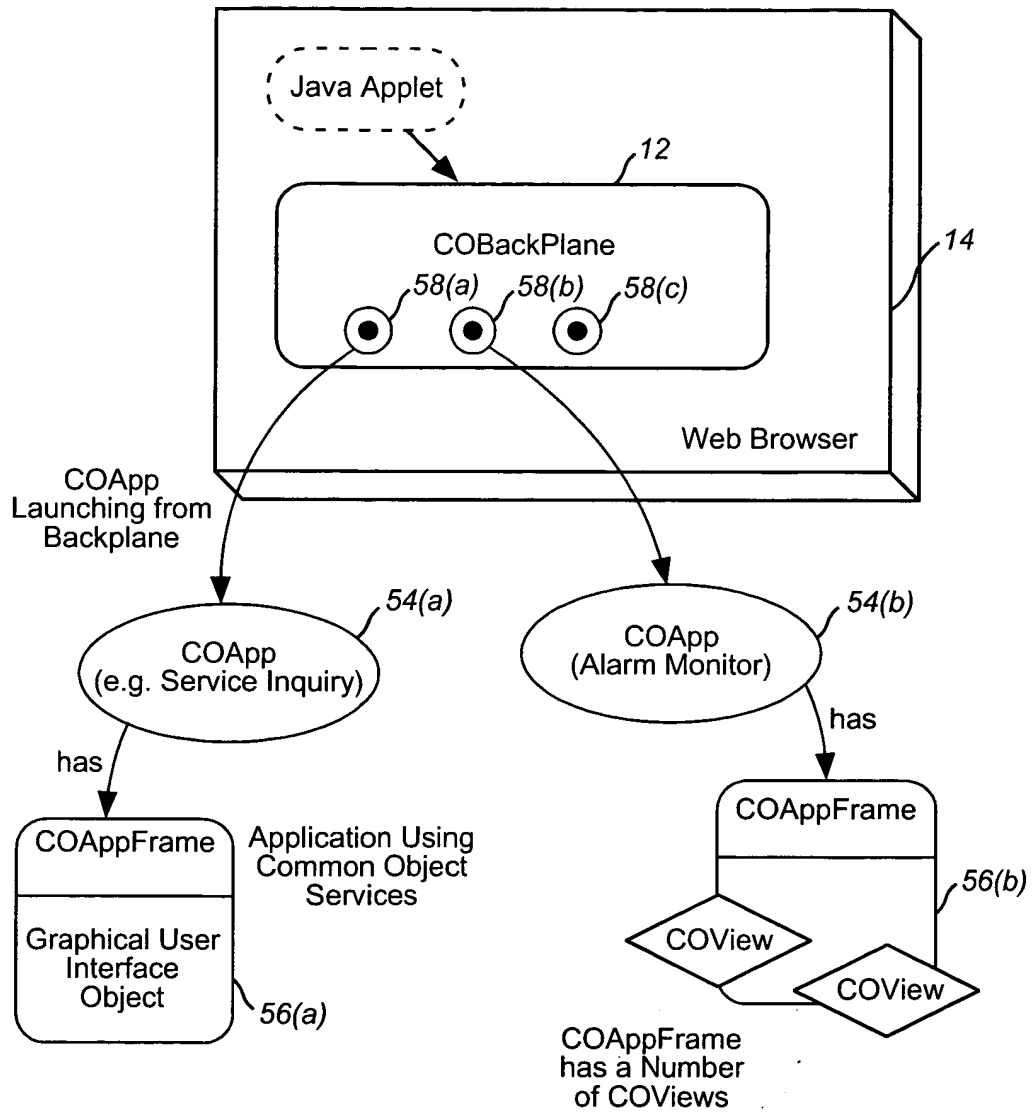 Java Applet
12
COBackPlane
14
58(a)
58(b)
58(c)
Web Browser
COApp
Launching from
Backplane
54(a)
COApp
(e.g. Service Inquiry)
54(b)
COApp
(Alarm Monitor)
has
has
COAppFrame
Graphical User
Interface
Object
56(a)
Application Using
Common Object
Services
COAppFrame
56(b)
COView
COView
COAppFrame
has a Number
of COViews